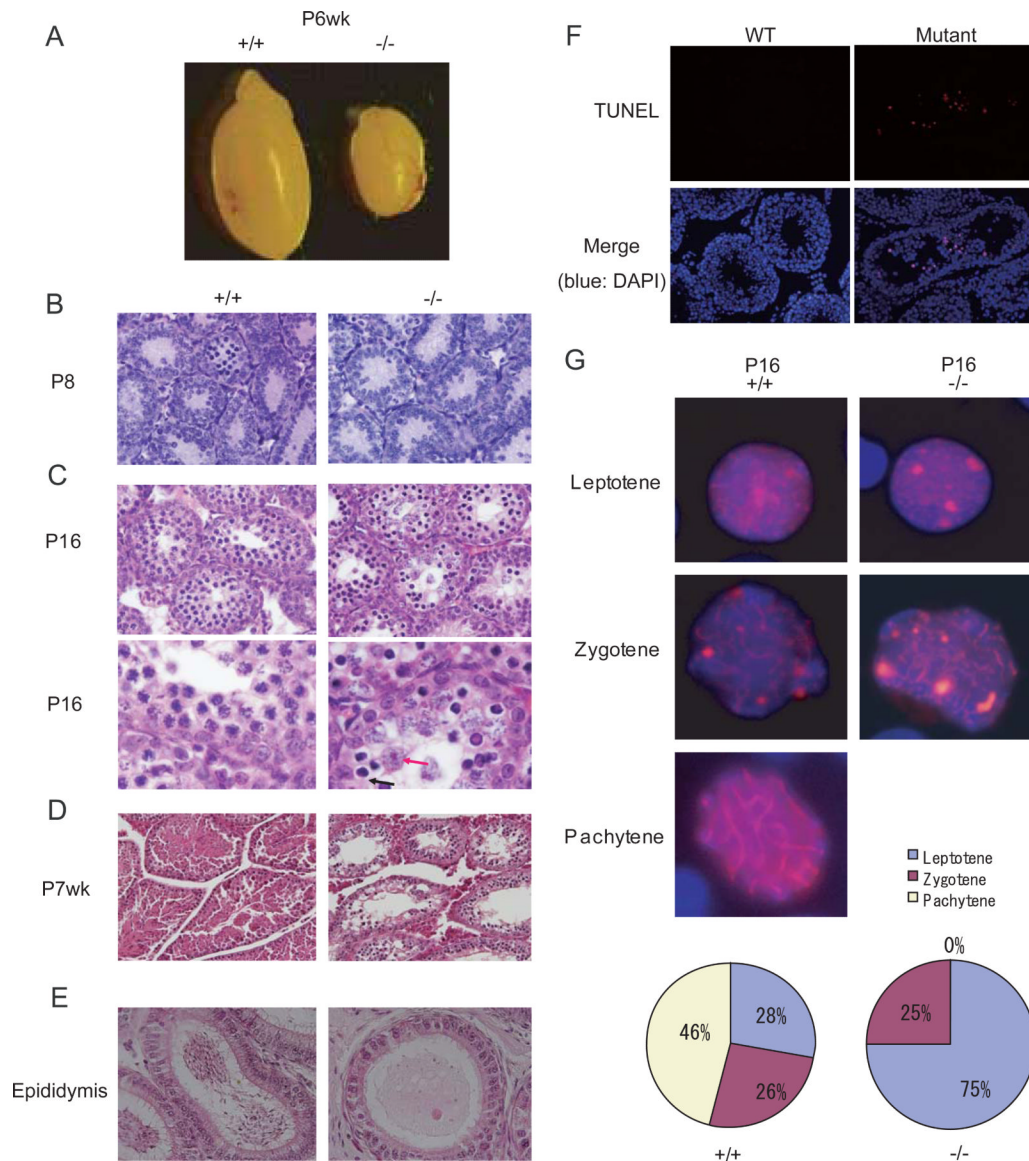 A
P6wk
+/+ -/-
B
+/+ -/-
P8
C
P16
P16
D
P7wk
E
Epididymis
F
WT Mutant
TUNEL
Merge
(blue: DAPI)
G
P16 P16
+/+ -/-
Leptotene
Zygotene
Pachytene
Leptotene
Zygotene
Pachytene
46% 28% 26%
+/+
0%
25%
75%
-/-